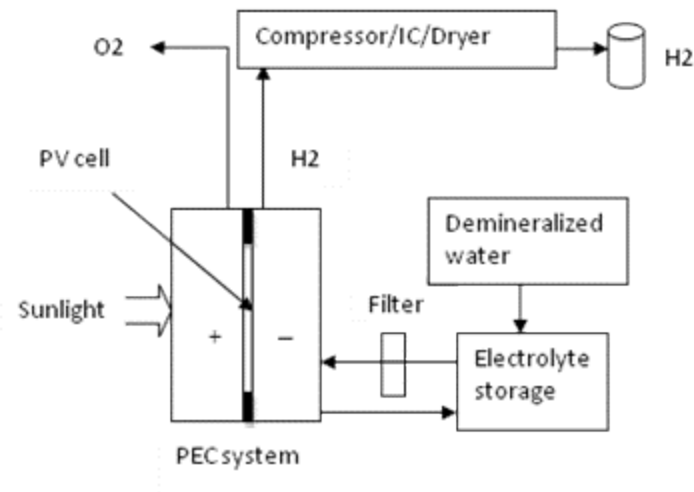 O2
Compressor/IC/Dryer
H2
PV cell
H2
Demineralized
water
Sunlight
Filter
+
–
Electrolyte
storage
PEC system